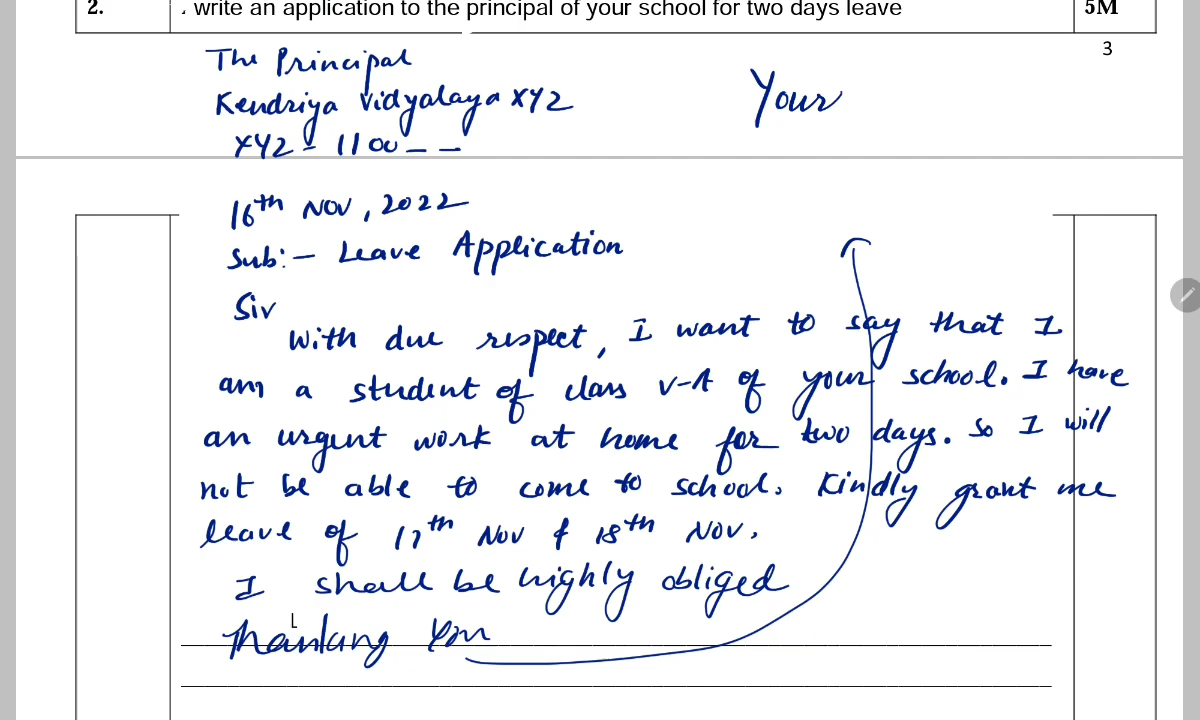 2. . write an application to the principal of your school for two days leave 5M
3
The Principal
Kendriya Vidyalaya XYZ
XYZ - 1100 - -
Your
16th Nov, 2022
Sub:- Leave Application
Sir
With due respect, I want to say that I
am a student of class V-A of your school. I have
an urgent work at home for two days. So I will
not be able to come to school. Kindly grant me
leave of 17th Nov & 18th Nov.
I shall be highly obliged
Thanking You